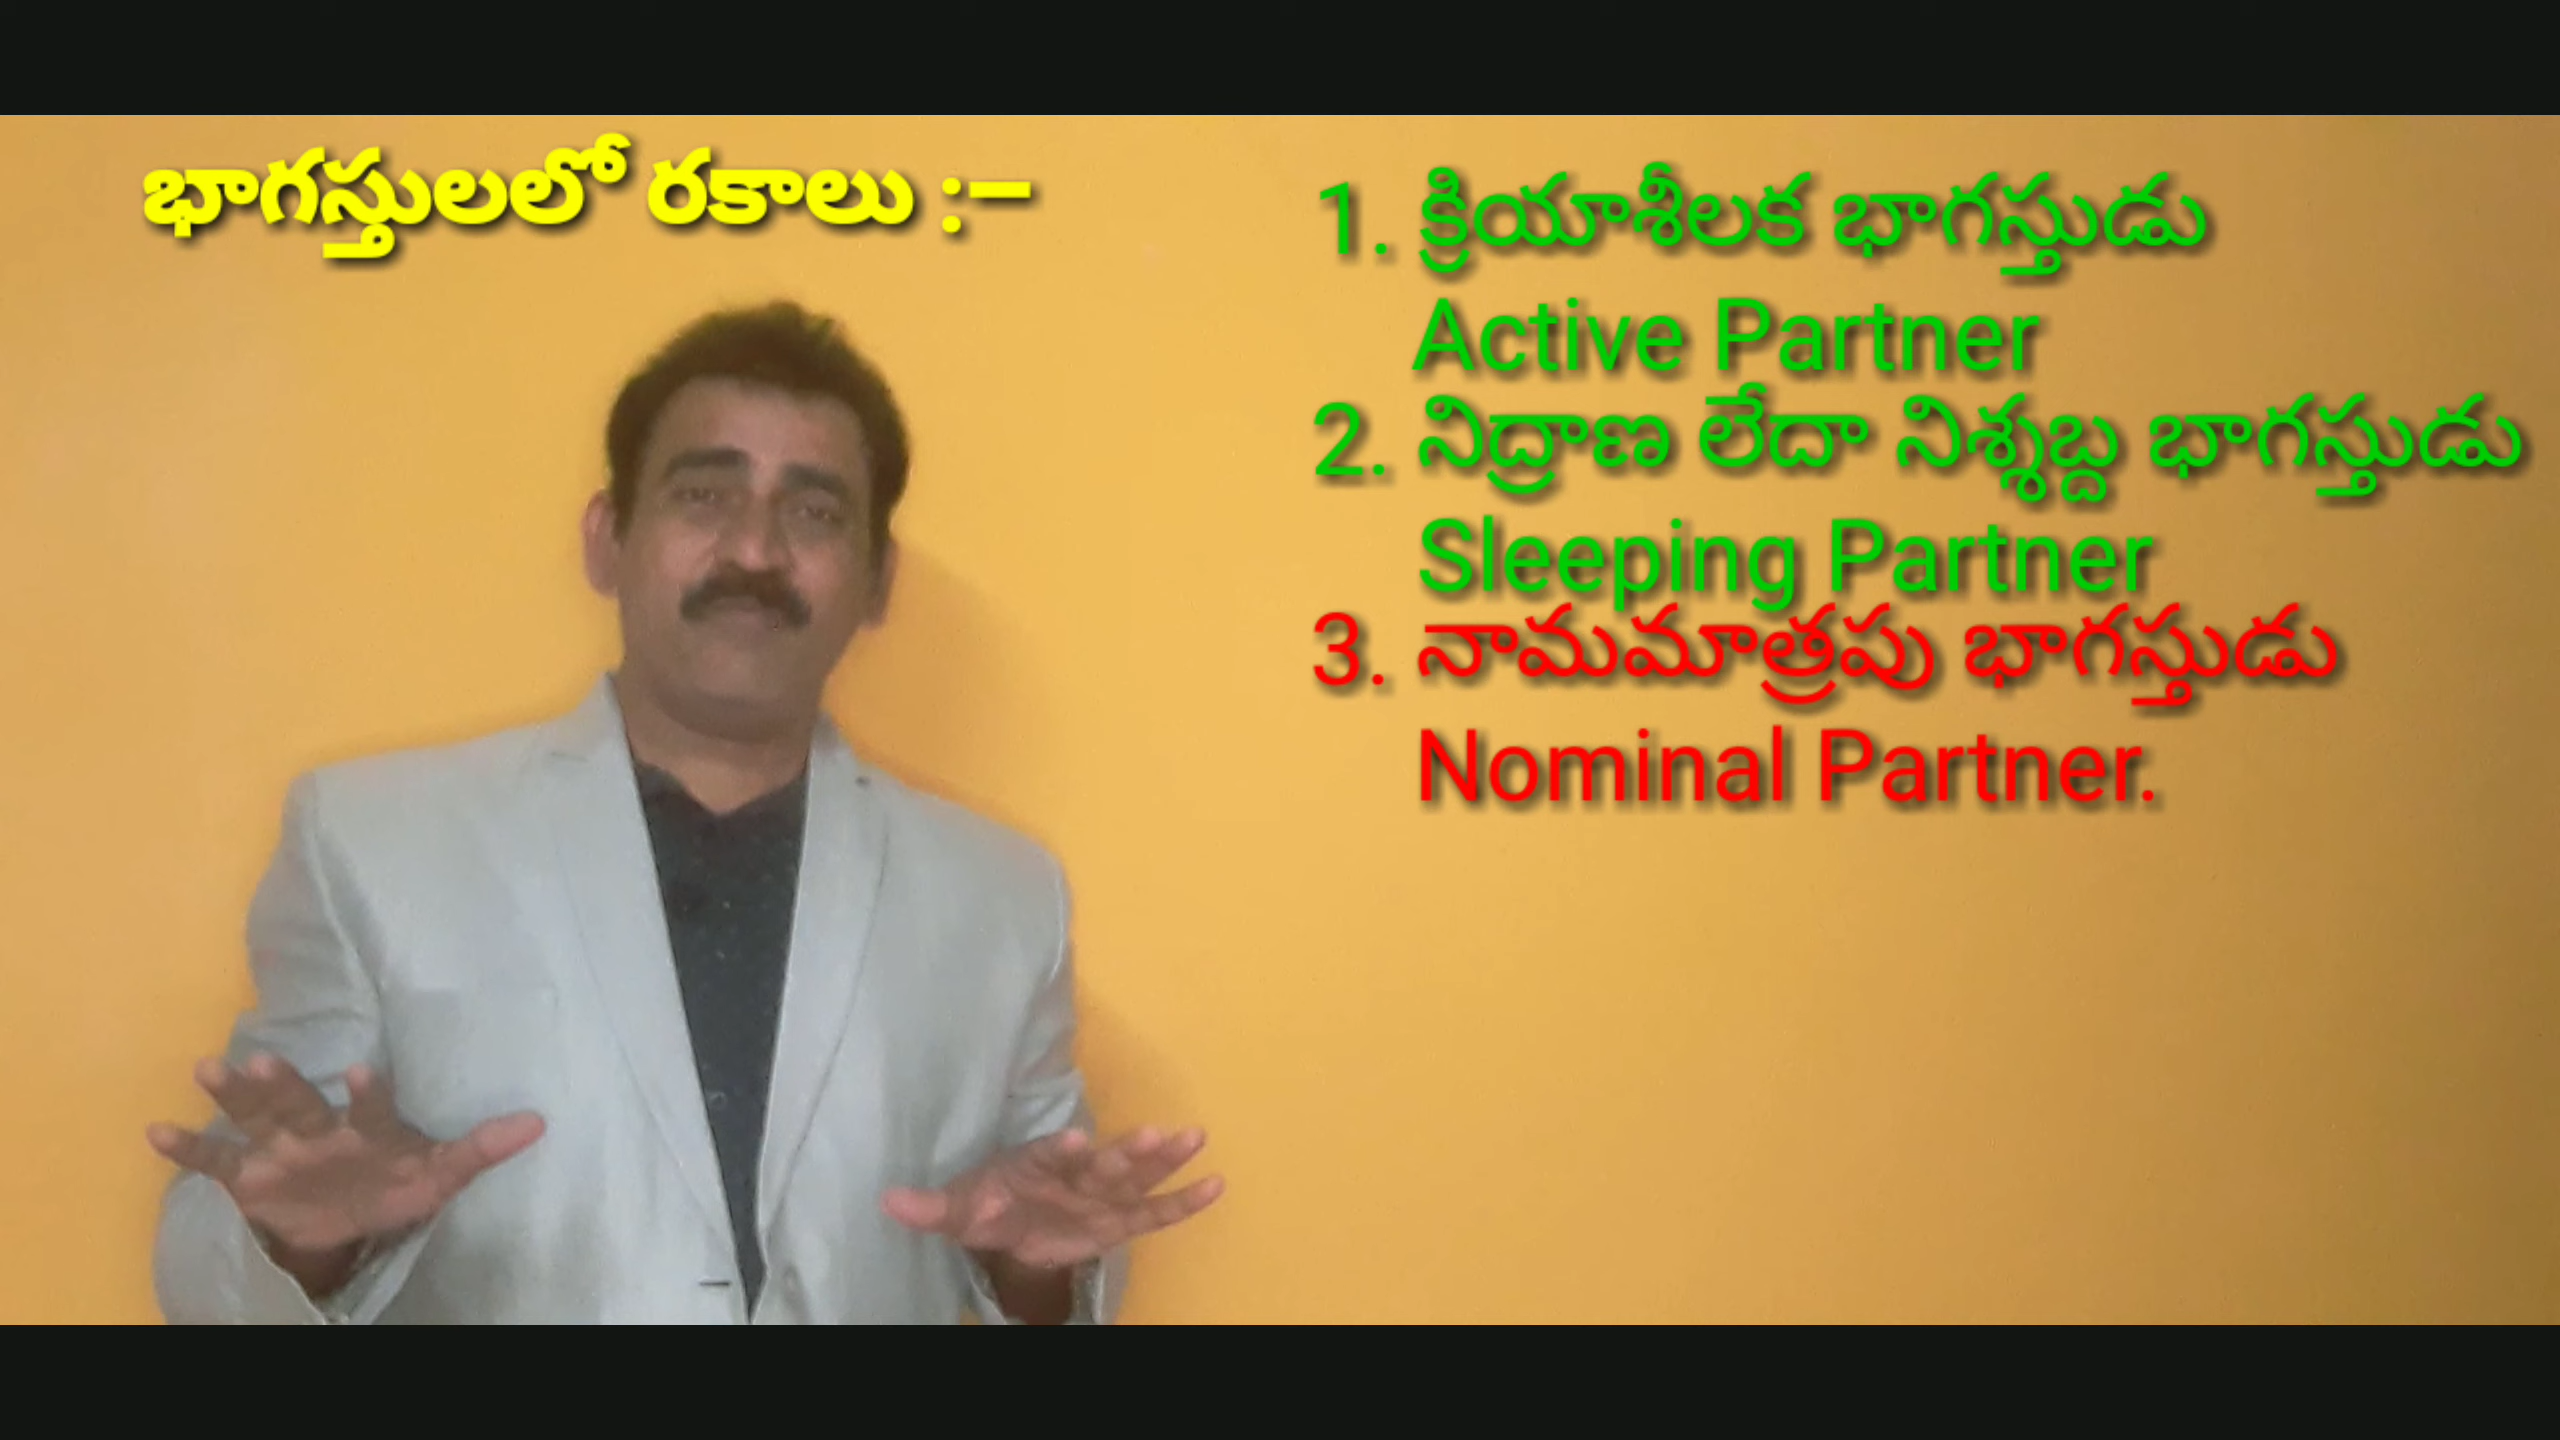 భాగస్తులలో రకాలు :–
1. క్రియాశీలక భాగస్తుడు
Active Partner
2. నిద్రాణ లేదా నిశ్శబ్ద భాగస్తుడు
Sleeping Partner
3. నామమాత్రపు భాగస్తుడు
Nominal Partner.